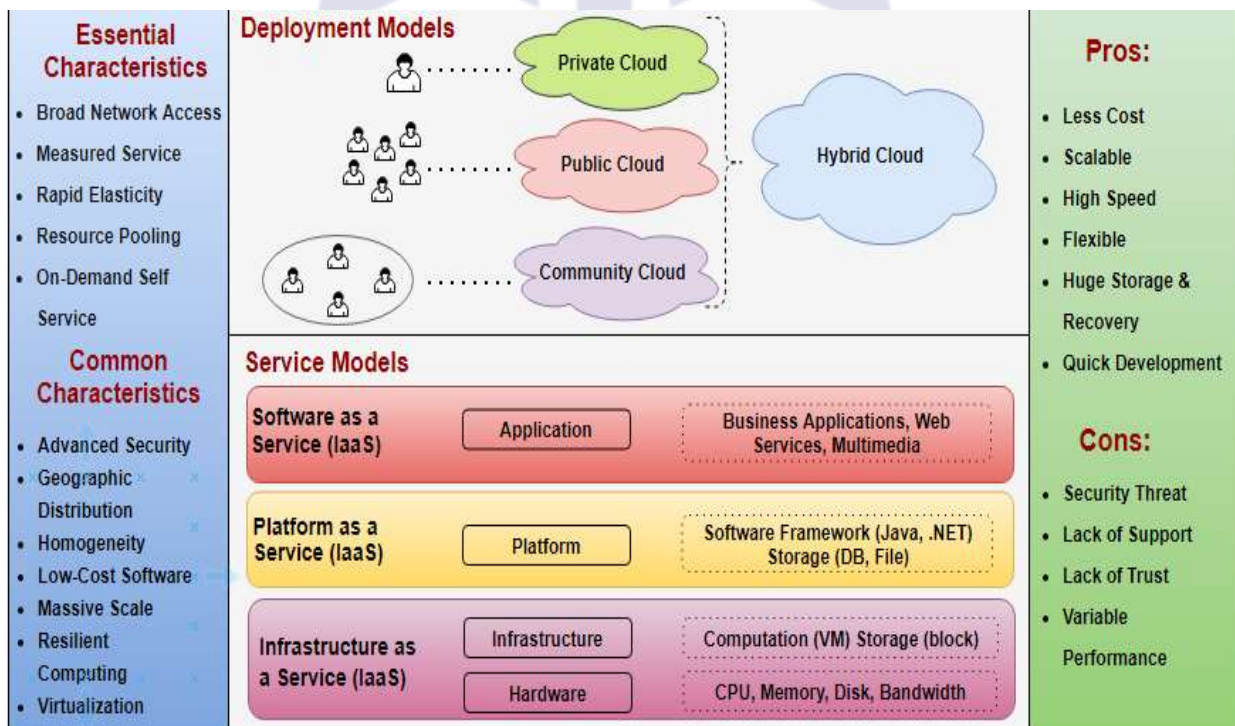 Essential
Characteristics
Broad Network Access
Measured Service
Rapid Elasticity
Resource Pooling
On-Demand Self
Service
Common
Characteristics
Advanced Security
Geographic
Distribution
Homogeneity
Low-Cost Software
Massive Scale
Resilient
Computing
Virtualization
Deployment Models
Private Cloud
Public Cloud
Community Cloud
Hybrid Cloud
Service Models
Software as a
Service (IaaS)
Application
Business Applications, Web
Services, Multimedia
Platform as a
Service (IaaS)
Platform
Software Framework (Java, .NET)
Storage (DB, File)
Infrastructure as
a Service (IaaS)
Infrastructure
Computation (VM) Storage (block)
Hardware
CPU, Memory, Disk, Bandwidth
Pros:
Less Cost
Scalable
High Speed
Flexible
Huge Storage &
Recovery
Quick Development
Cons:
Security Threat
Lack of Support
Lack of Trust
Variable
Performance